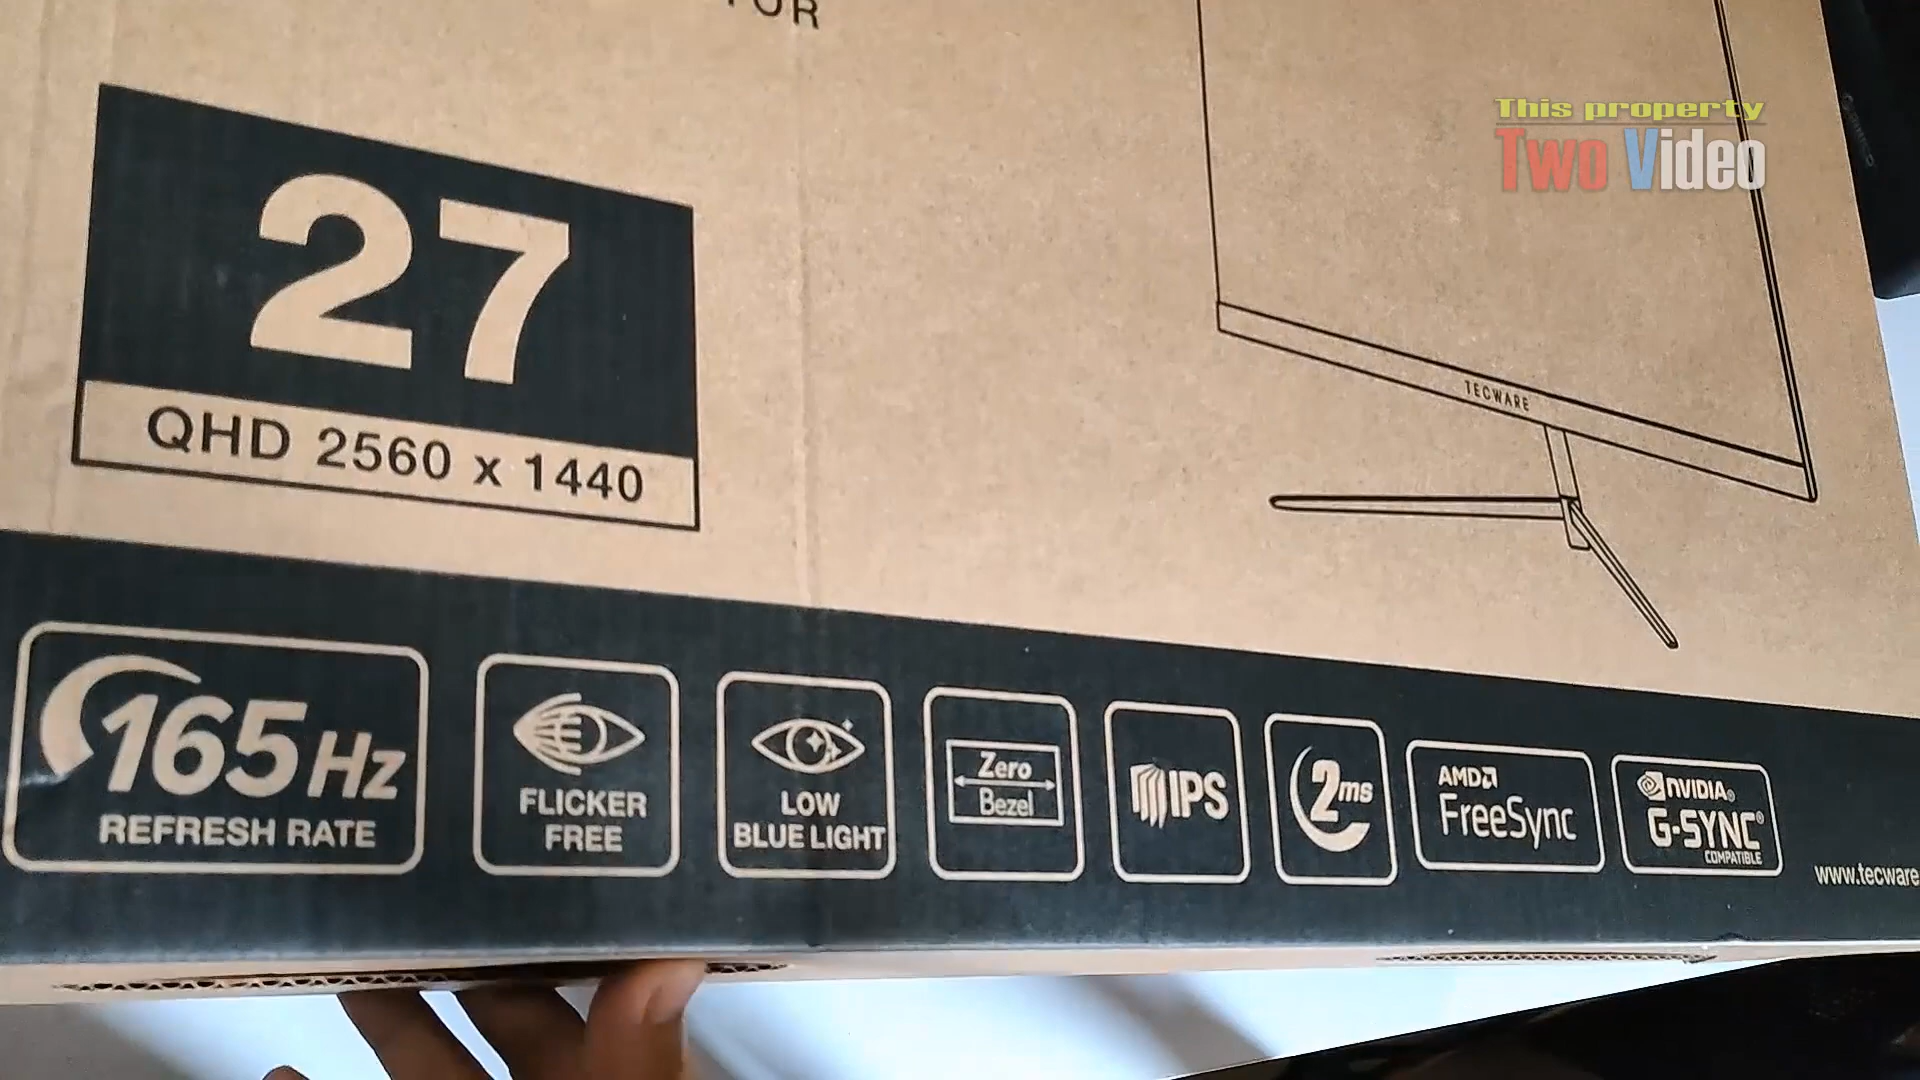 This property
Two Video
27
QHD 2560 x 1440
TECWARE
165Hz
REFRESH RATE
FLICKER
FREE
LOW
BLUE LIGHT
Zero
Bezel
IPS
2ms
AMD
FreeSync
NVIDIA®
G-SYNC®
COMPATIBLE
www.tecware